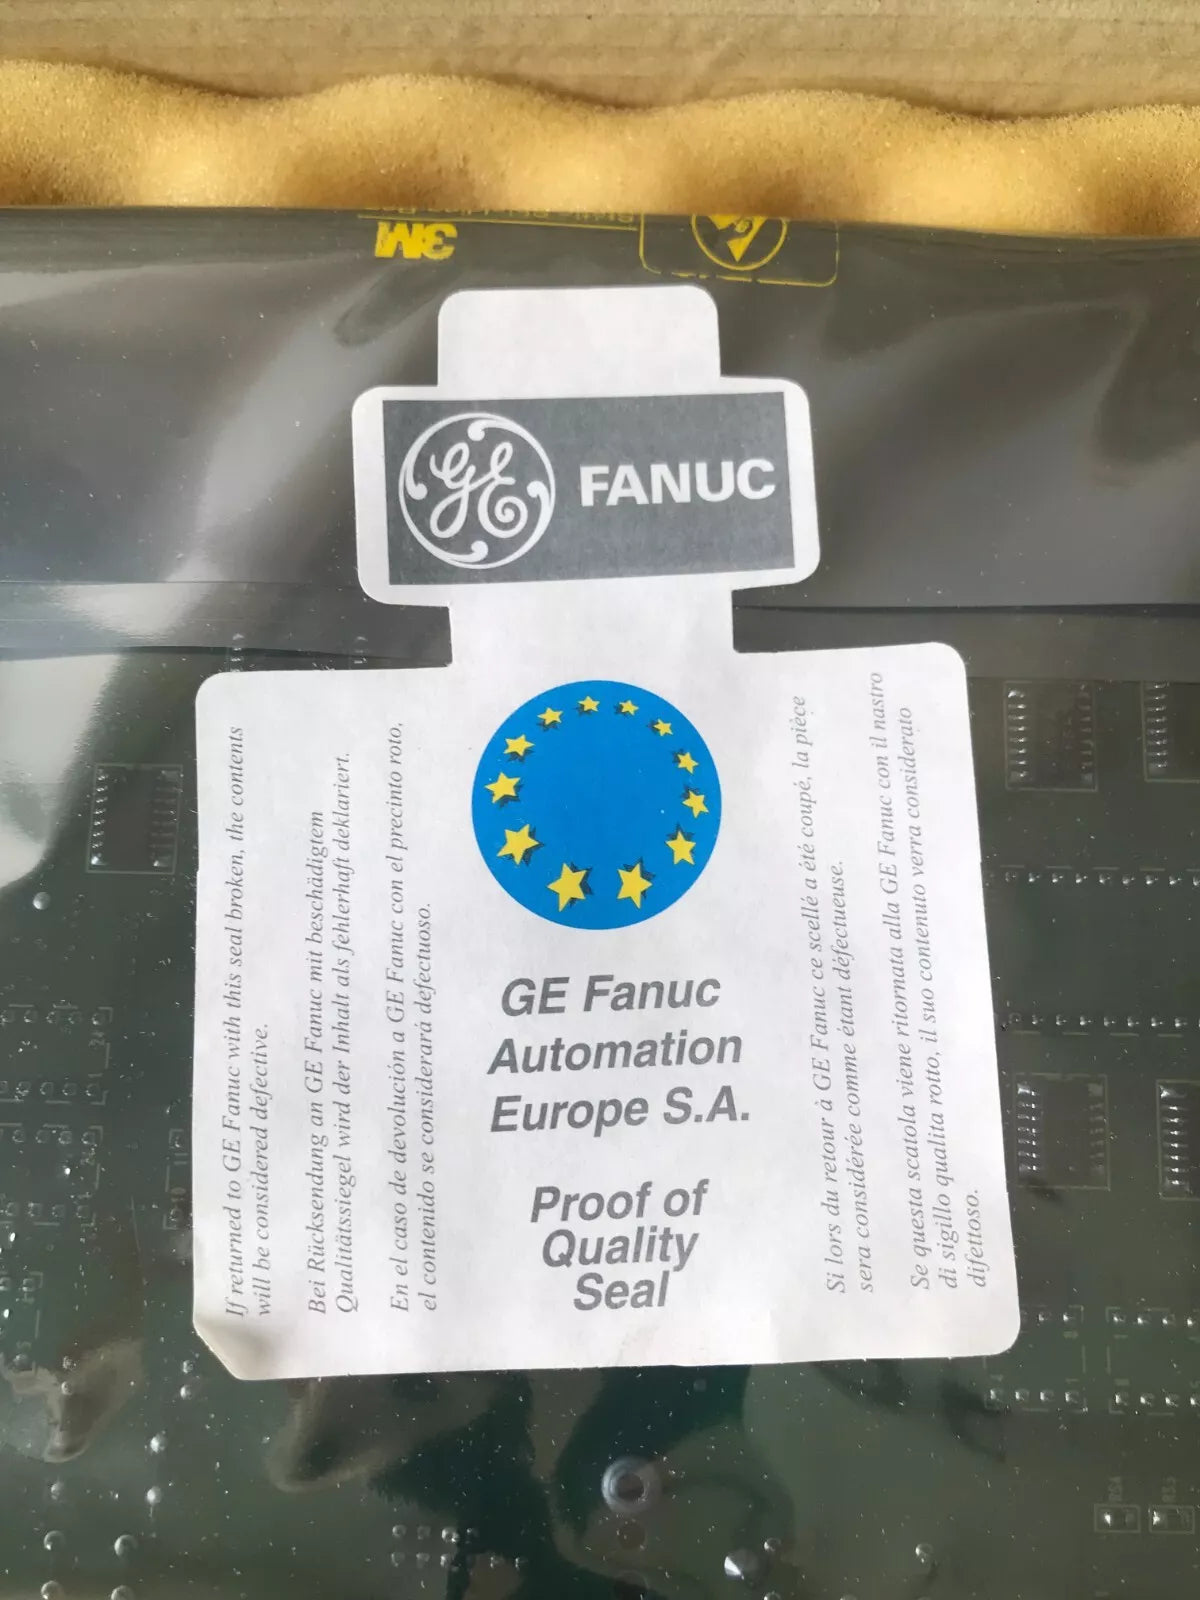 3M
GE
FANUC
If returned to GE Fanuc with this seal broken, the contents
will be considered defective.
Bei Rücksendung an GE Fanuc mit beschädigtem
Qualitätssiegel wird der Inhalt als fehlerhaft deklariert.
En el caso de devolución a GE Fanuc con el precinto roto,
el contenido se considerará defectuoso.
GE Fanuc
Automation
Europe S.A.
Proof of
Quality
Seal
Si lors du retour à GE Fanuc ce scellé a été coupé, la pièce
sera considérée comme étant défectueuse.
Se questa scatola viene ritornata alla GE Fanuc con il nastro
di sigillo qualita rotto, il suo contenuto verra considerato
difettoso.